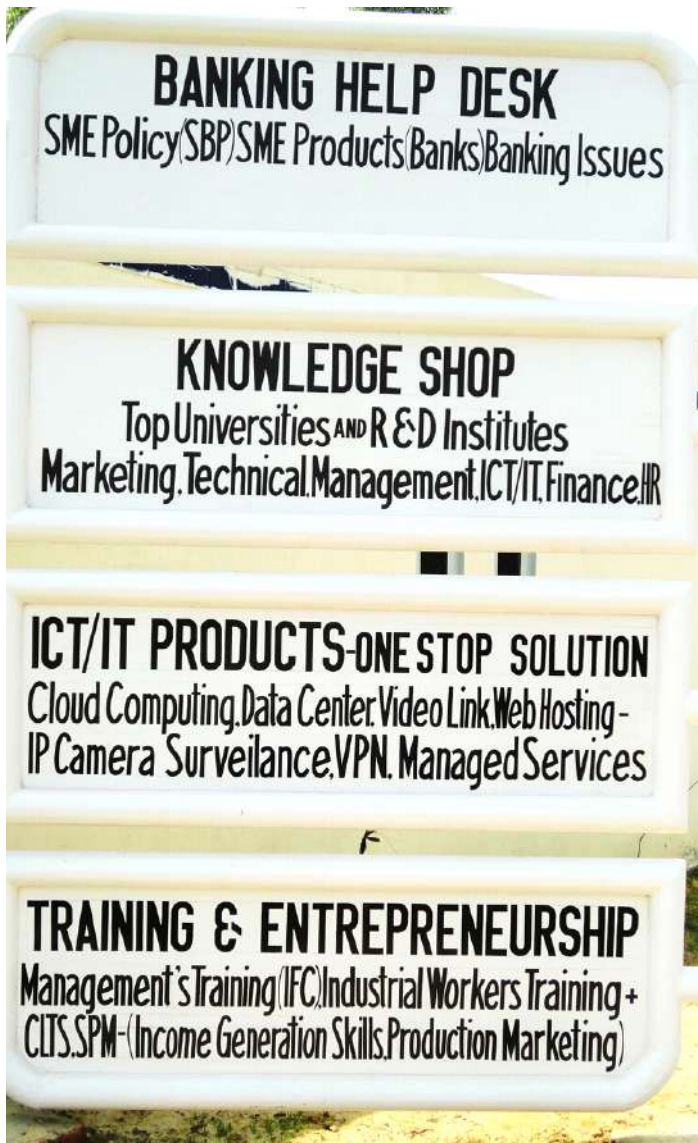 BANKING HELP DESK
SME Policy(SBP)SME Products(Banks)Banking Issues
KNOWLEDGE SHOP
Top Universities AND R & D Institutes
Marketing.Technical.Management,ICT/IT,Finance.HR
ICT/IT PRODUCTS-ONE STOP SOLUTION
Cloud Computing.Data Center.Video Link,Web Hosting-
IP Camera Surveilance,VPN. Managed Services
TRAINING & ENTREPRENEURSHIP
Management's Training(IFC),Industrial Workers Training+
CLTS.SPM-(Income Generation Skills,Production Marketing)